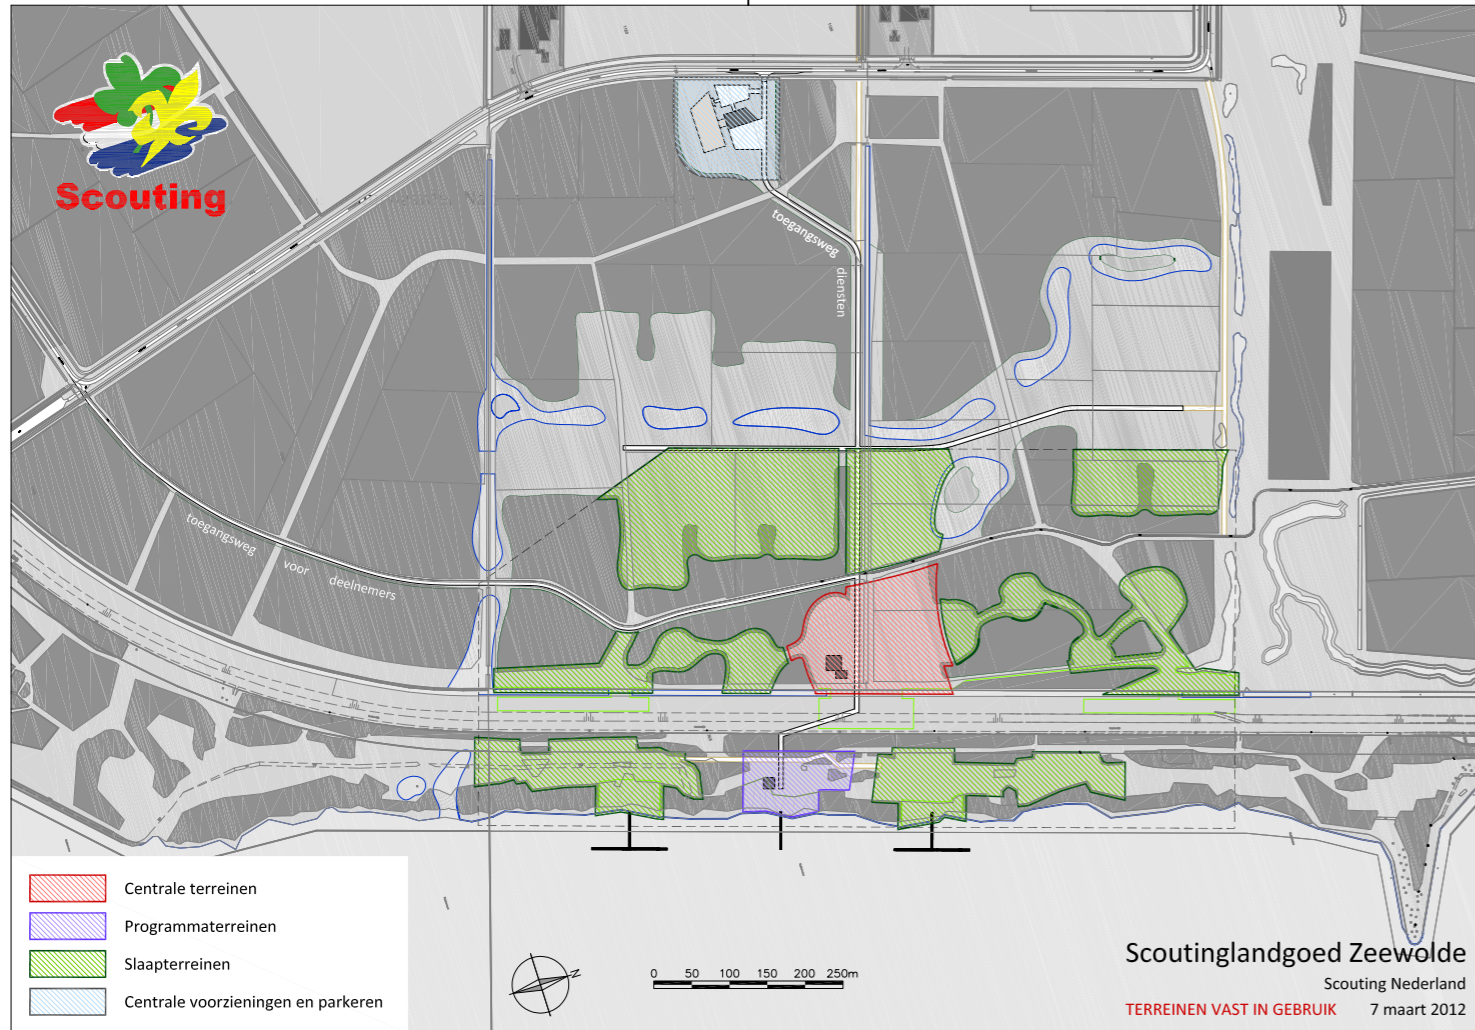 Scouting
toegangsweg
diensten
toegangsweg
voor
deelnemers
Centrale terreinen
Programmaterreinen
Slaapterreinen
Centrale voorzieningen en parkeren
N
0 50 100 150 200 250m
Scoutinglandgoed Zeewolde
Scouting Nederland
TERREINEN VAST IN GEBRUIK 7 maart 2012